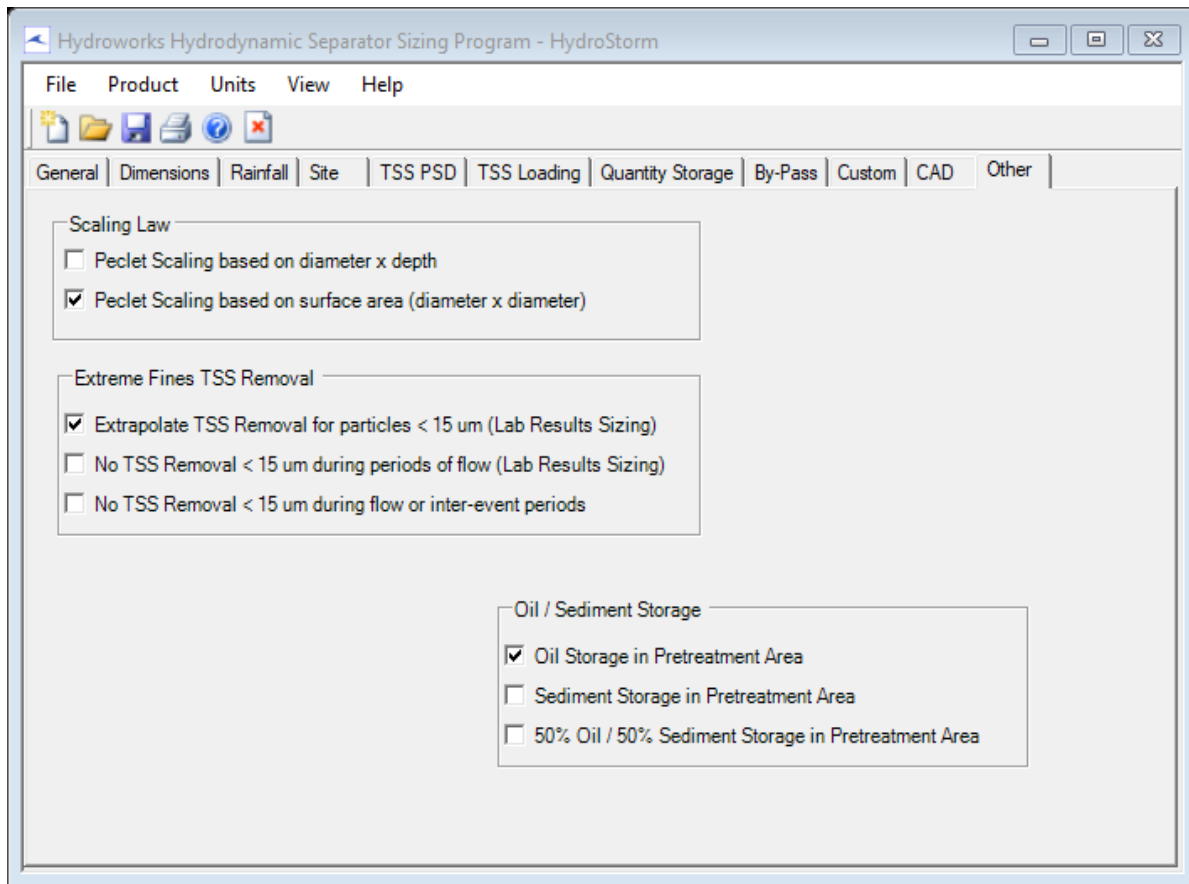 Hydroworks Hydrodynamic Separator Sizing Program - HydroStorm
File Product Units View Help
General Dimensions Rainfall Site TSS PSD TSS Loading Quantity Storage By-Pass Custom CAD Other
Scaling Law
Peclet Scaling based on diameter x depth
Peclet Scaling based on surface area (diameter x diameter)
Extreme Fines TSS Removal
Extrapolate TSS Removal for particles < 15 um (Lab Results Sizing)
No TSS Removal < 15 um during periods of flow (Lab Results Sizing)
No TSS Removal < 15 um during flow or inter-event periods
Oil / Sediment Storage
Oil Storage in Pretreatment Area
Sediment Storage in Pretreatment Area
50% Oil / 50% Sediment Storage in Pretreatment Area